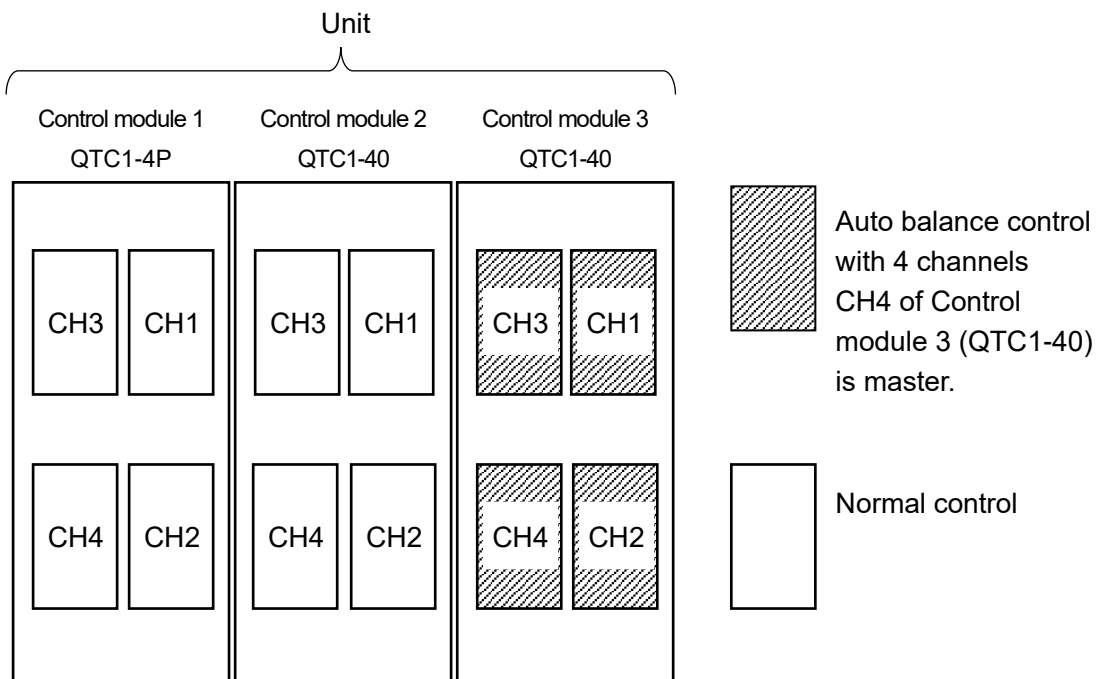 Unit
Control module 1 Control module 2 Control module 3
QTC1-4P QTC1-40 QTC1-40
CH3 CH1 CH3 CH1 CH3 CH1
CH4 CH2 CH4 CH2 CH4 CH2
Auto balance control
with 4 channels
CH4 of Control
module 3 (QTC1-40)
is master.
Normal control